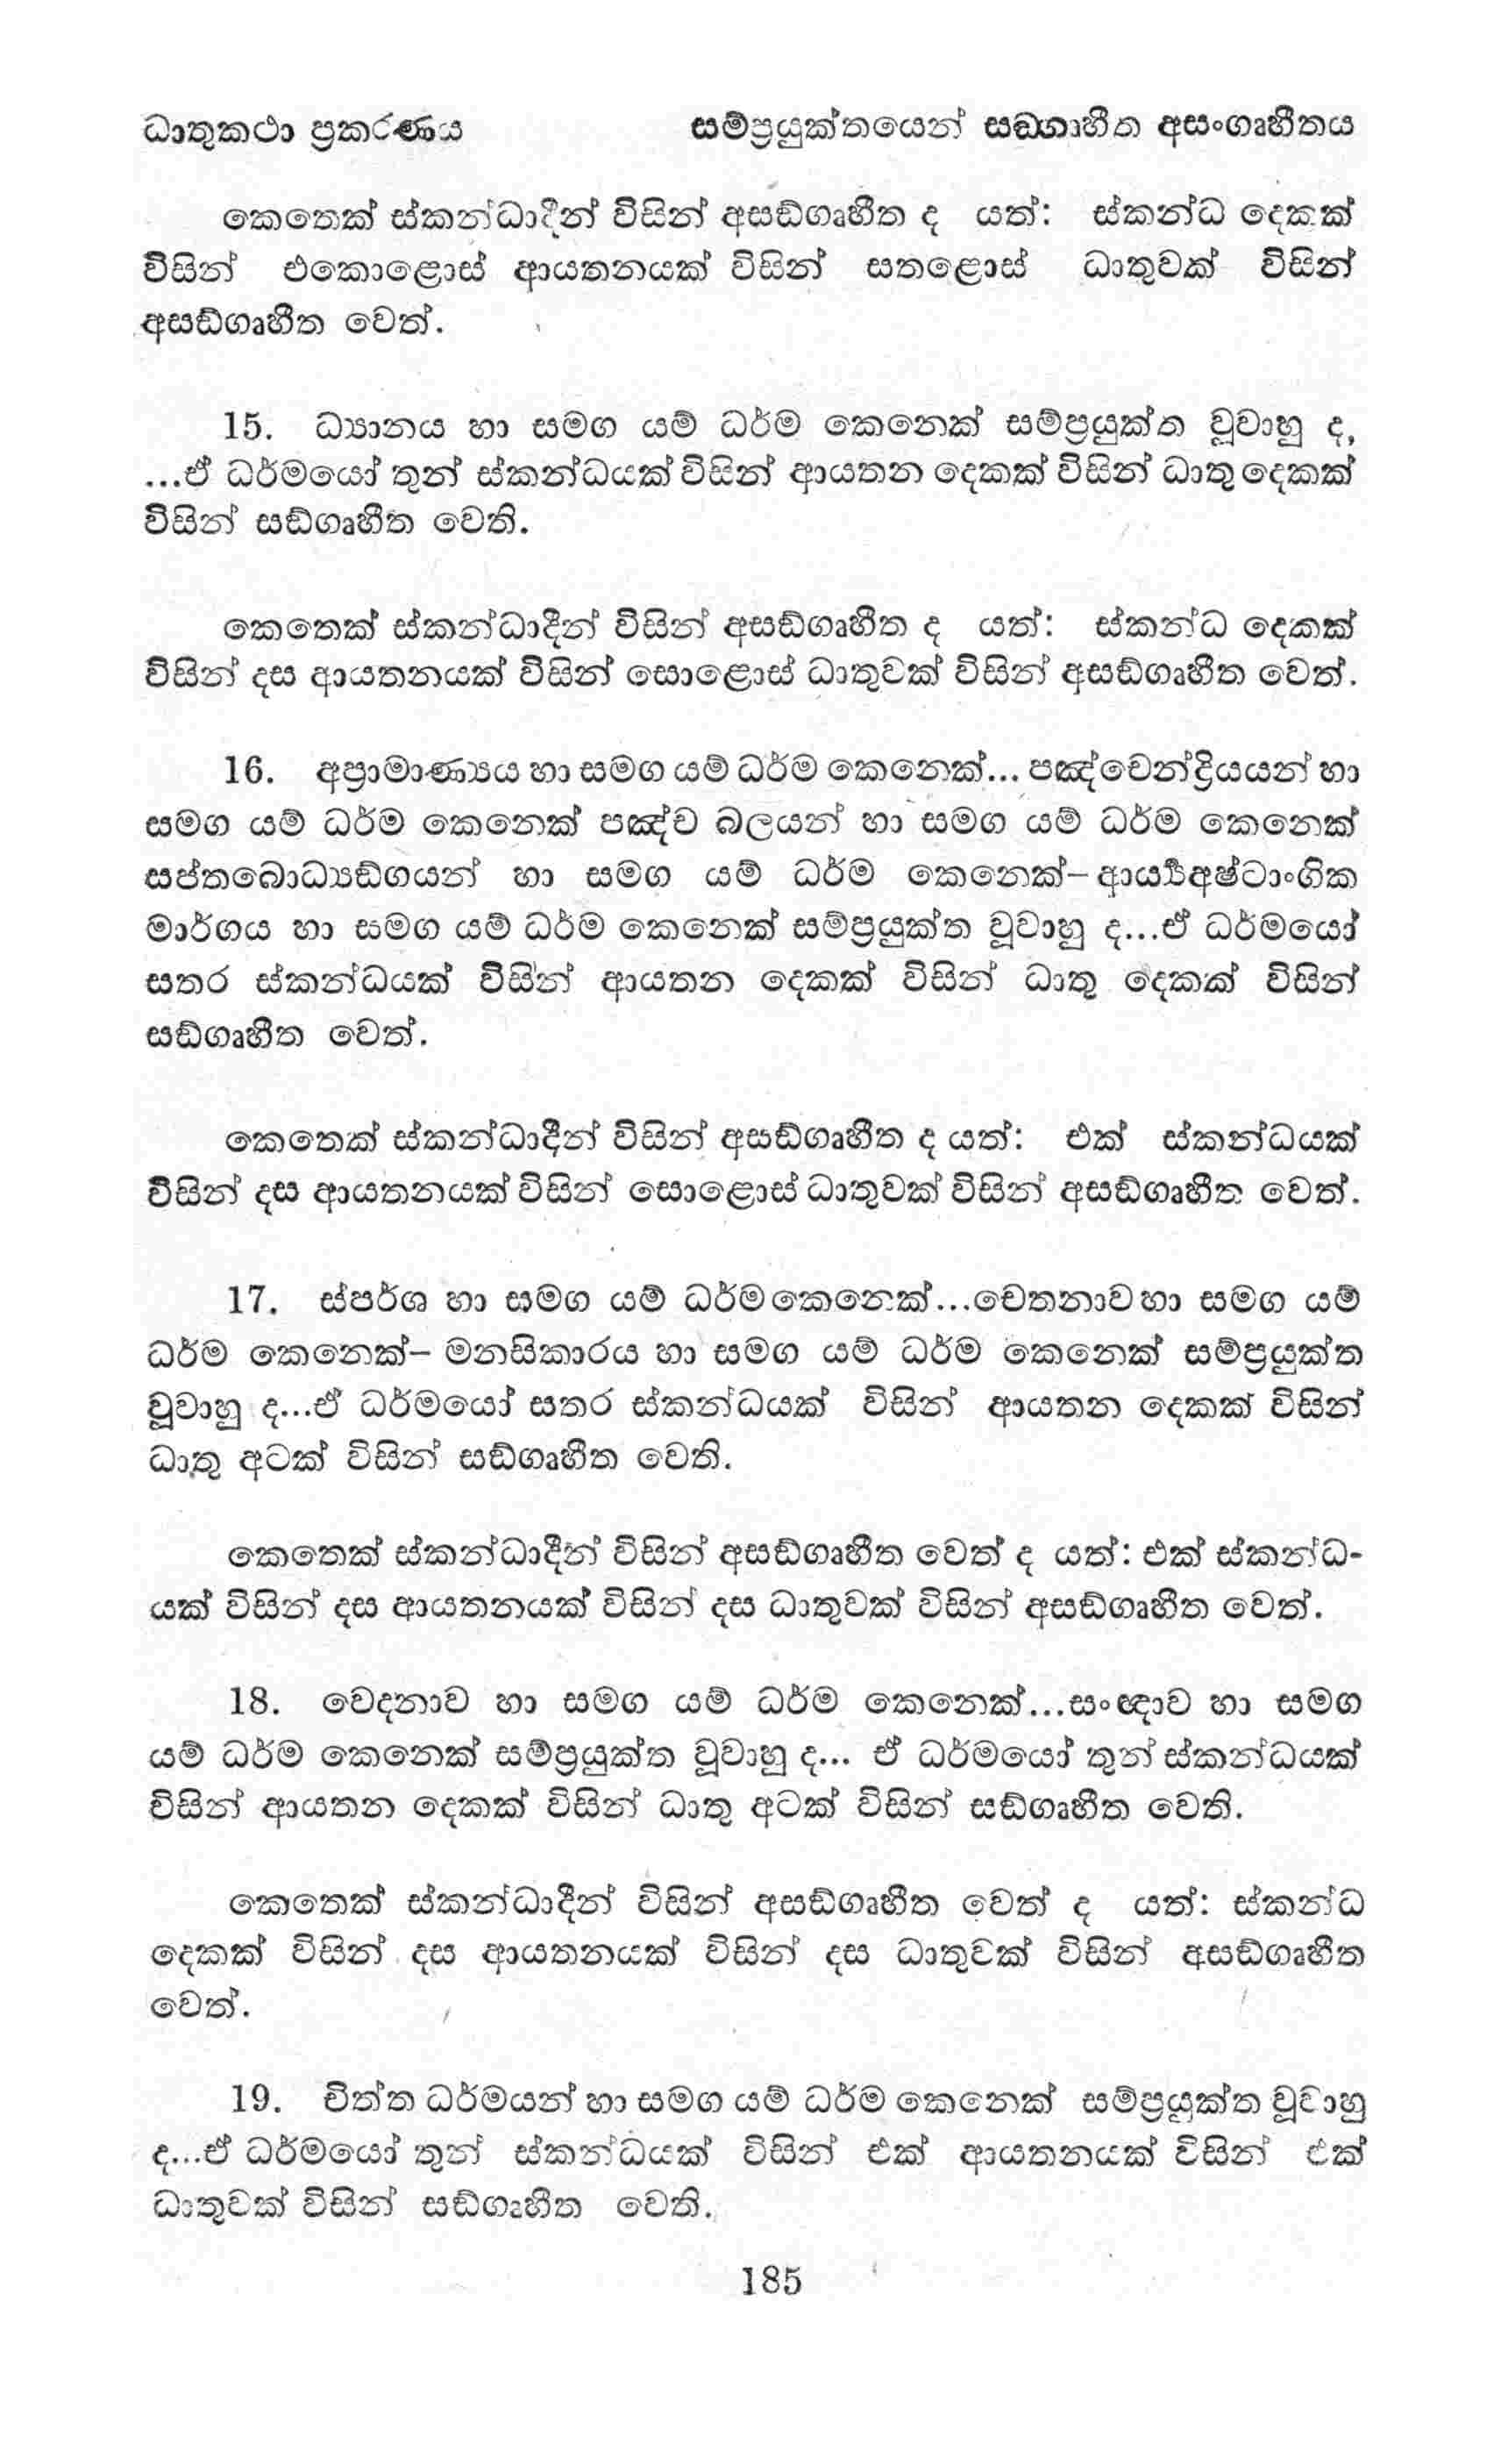 ධාතුකථා ප්‍රකරණය සම්ප්‍රයුක්තයෙන් සඞ්ගෘහීත අසංගෘහීතය
කෙතෙක් ස්කන්ධාදීන් විසින් අසඞ්ගෘහීත ද යත්: ස්කන්ධ දෙකක්
විසින් එකොළොස් ආයතනයක් විසින් සතළොස් ධාතුවක් විසින්
අසඞ්ගෘහීත වෙත්.
15. ධ්‍යානය හා සමග යම් ධර්ම කෙනෙක් සම්ප්‍රයුක්ත වූවාහු ද,
...ඒ ධර්මයෝ තුන් ස්කන්ධයක් විසින් ආයතන දෙකක් විසින් ධාතු දෙකක්
විසින් සඞ්ගෘහීත වෙති.
කෙතෙක් ස්කන්ධාදීන් විසින් අසඞ්ගෘහීත ද යත්: ස්කන්ධ දෙකක්
විසින් දස ආයතනයක් විසින් සොළොස් ධාතුවක් විසින් අසඞ්ගෘහීත වෙත්.
16. අප්‍රාමාණ්‍යය හා සමග යම් ධර්ම කෙනෙක්... පඤ්චෙන්ද්‍රියයන් හා
සමග යම් ධර්ම කෙනෙක් පඤ්ච බලයන් හා සමග යම් ධර්ම කෙනෙක්
සප්තබොධ්‍යඞ්ගයන් හා සමග යම් ධර්ම කෙනෙක්– ආර්‍ය්‍යඅෂ්ටාංගික
මාර්ගය හා සමග යම් ධර්ම කෙනෙක් සම්ප්‍රයුක්ත වූවාහු ද...ඒ ධර්මයෝ
සතර ස්කන්ධයක් විසින් ආයතන දෙකක් විසින් ධාතු දෙකක් විසින්
සඞ්ගෘහීත වෙත්.
කෙතෙක් ස්කන්ධාදීන් විසින් අසඞ්ගෘහීත ද යත්: එක් ස්කන්ධයක්
විසින් දස ආයතනයක් විසින් සොළොස් ධාතුවක් විසින් අසඞ්ගෘහීත වෙත්.
17. ස්පර්ශ හා සමග යම් ධර්ම කෙනෙක්...චෙතනාව හා සමග යම්
ධර්ම කෙනෙක්– මනසිකාරය හා සමග යම් ධර්ම කෙනෙක් සම්ප්‍රයුක්ත
වූවාහු ද...ඒ ධර්මයෝ සතර ස්කන්ධයක් විසින් ආයතන දෙකක් විසින්
ධාතු අටක් විසින් සඞ්ගෘහීත වෙති.
කෙතෙක් ස්කන්ධාදීන් විසින් අසඞ්ගෘහීත වෙත් ද යත්: එක් ස්කන්ධ-
යක් විසින් දස ආයතනයක් විසින් දස ධාතුවක් විසින් අසඞ්ගෘහීත වෙත්.
18. වෙදනාව හා සමග යම් ධර්ම කෙනෙක්...සංඥාව හා සමග
යම් ධර්ම කෙනෙක් සම්ප්‍රයුක්ත වූවාහු ද... ඒ ධර්මයෝ තුන් ස්කන්ධයක්
විසින් ආයතන දෙකක් විසින් ධාතු අටක් විසින් සඞ්ගෘහීත වෙති.
කෙතෙක් ස්කන්ධාදීන් විසින් අසඞ්ගෘහීත වෙත් ද යත්: ස්කන්ධ
දෙකක් විසින් දස ආයතනයක් විසින් දස ධාතුවක් විසින් අසඞ්ගෘහීත
වෙත්.
19. චිත්ත ධර්මයන් හා සමග යම් ධර්ම කෙනෙක් සම්ප්‍රයුක්ත වූවාහු
ද...ඒ ධර්මයෝ තුන් ස්කන්ධයක් විසින් එක් ආයතනයක් විසින් එක්
ධාතුවක් විසින් සඞ්ගෘහීත වෙති.
185